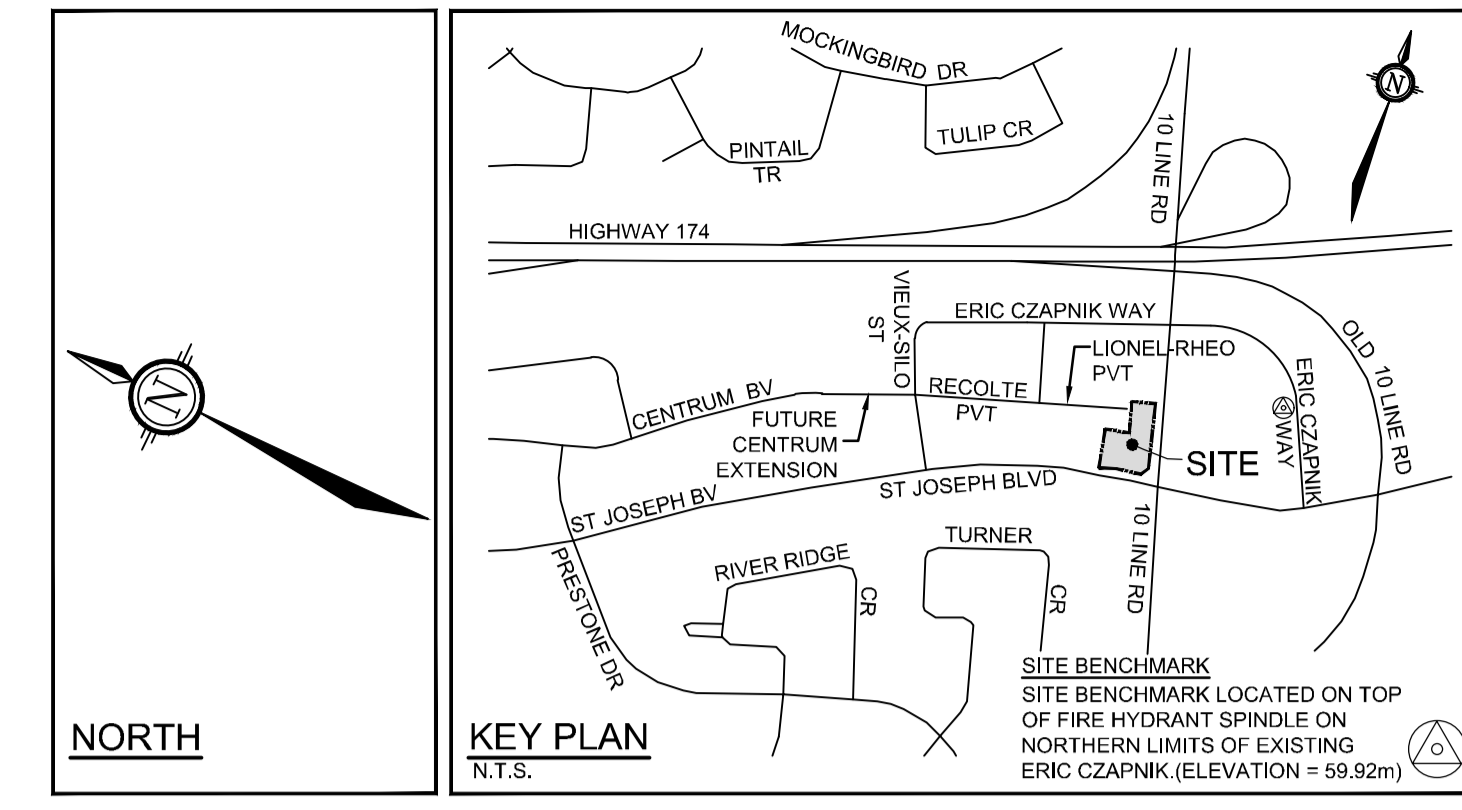 N
NORTH
MOCKINGBIRD DR
TULIP CR
PINTAIL
TR
10 LINE RD
N
HIGHWAY 174
VIEUX-SILO
ST
ERIC CZAPNIK WAY
LIONEL-RHEO
PVT
OLD 10 LINE RD
RECOLTE
PVT
CENTRUM BV
FUTURE
CENTRUM
EXTENSION
ERIC CZAPNIK
WAY
SITE
ST JOSEPH BV
ST JOSEPH BLVD
10 LINE RD
PRESTONE DR
RIVER RIDGE
CR
TURNER
CR
SITE BENCHMARK
SITE BENCHMARK LOCATED ON TOP
OF FIRE HYDRANT SPINDLE ON
NORTHERN LIMITS OF EXISTING
ERIC CZAPNIK.(ELEVATION = 59.92m)
KEY PLAN
N.T.S.